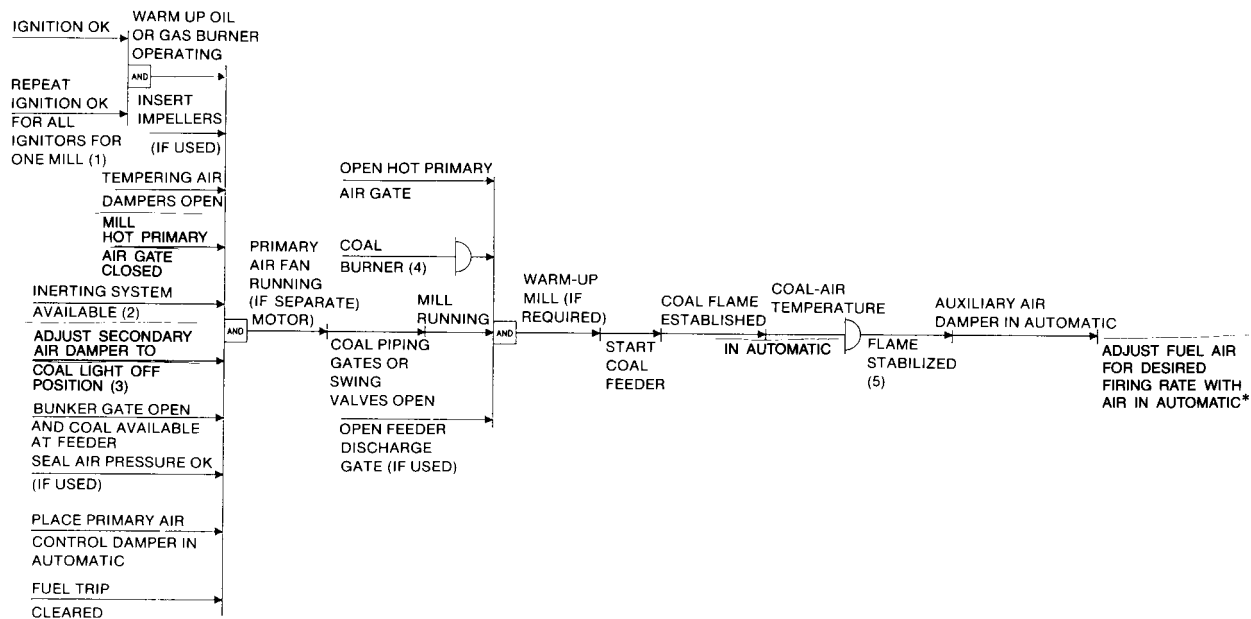 IGNITION OK
WARM UP OIL
OR GAS BURNER
OPERATING
AND
REPEAT
IGNITION OK
FOR ALL
IGNITORS FOR
ONE MILL (1)
INSERT
IMPELLERS
(IF USED)
TEMPERING AIR
DAMPERS OPEN
MILL
HOT PRIMARY
AIR GATE
CLOSED
INERTING SYSTEM
AVAILABLE (2)
ADJUST SECONDARY
AIR DAMPER TO
COAL LIGHT OFF
POSITION (3)
BUNKER GATE OPEN
AND COAL AVAILABLE
AT FEEDER
SEAL AIR PRESSURE OK
(IF USED)
PLACE PRIMARY AIR
CONTROL DAMPER IN
AUTOMATIC
FUEL TRIP
CLEARED
AND
PRIMARY
AIR FAN
RUNNING
(IF SEPARATE)
MOTOR)
COAL PIPING
GATES OR
SWING
VALVES OPEN
OPEN HOT PRIMARY
AIR GATE
COAL
BURNER (4)
MILL
RUNNING
OPEN FEEDER
DISCHARGE
GATE (IF USED)
AND
WARM-UP
MILL (IF
REQUIRED)
START
COAL
FEEDER
COAL FLAME
ESTABLISHED
COAL-AIR
TEMPERATURE
IN AUTOMATIC
FLAME
STABILIZED
(5)
AUXILIARY AIR
DAMPER IN AUTOMATIC
ADJUST FUEL AIR
FOR DESIRED
FIRING RATE WITH
AIR IN AUTOMATIC*